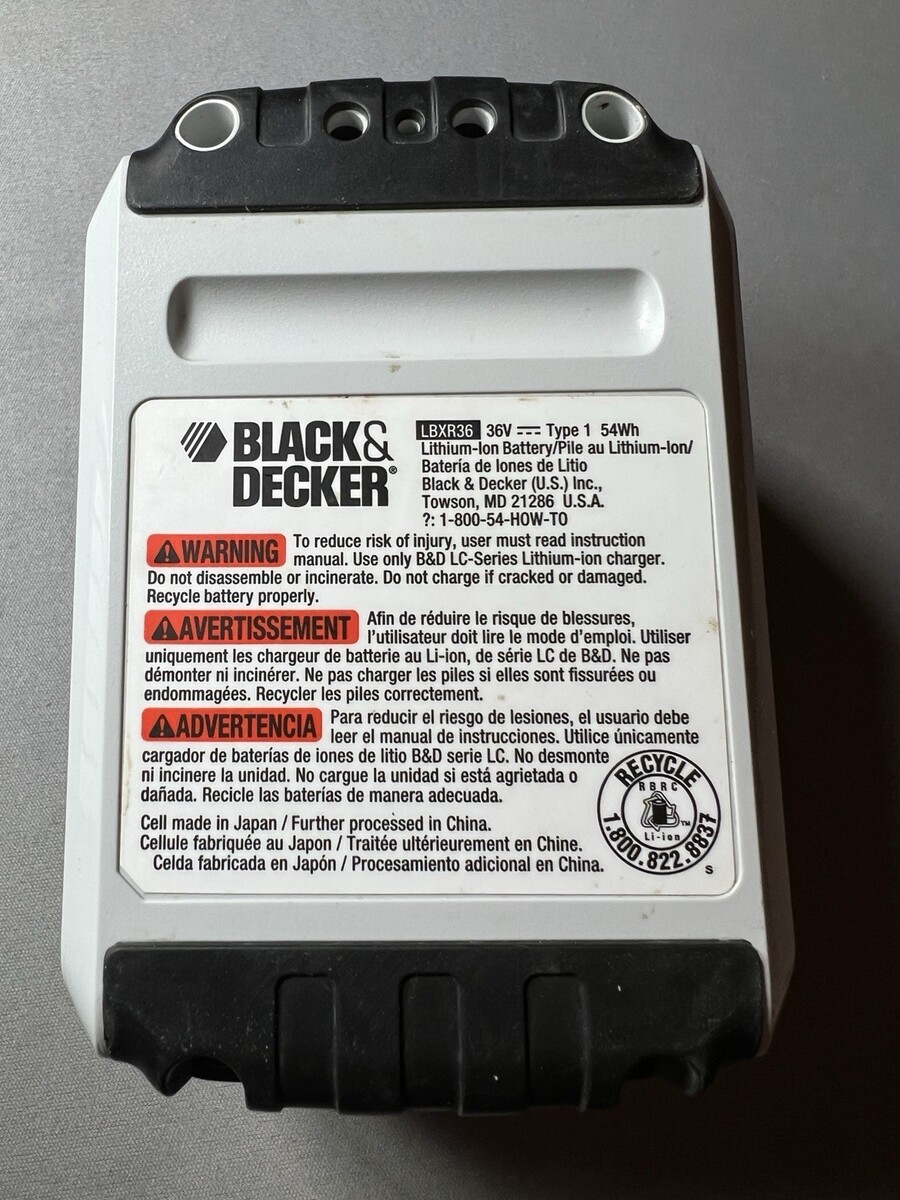 BLACK&
DECKER®
LBXR36 36V ⎓ Type 1 54Wh
Lithium-Ion Battery/Pile au Lithium-Ion/
Batería de Iones de Litio
Black & Decker (U.S.) Inc.,
Towson, MD 21286 U.S.A.
?: 1-800-54-HOW-TO
⚠WARNING To reduce risk of injury, user must read instruction
manual. Use only B&D LC-Series Lithium-ion charger.
Do not disassemble or incinerate. Do not charge if cracked or damaged.
Recycle battery properly.
⚠AVERTISSEMENT Afin de réduire le risque de blessures,
l'utilisateur doit lire le mode d'emploi. Utiliser
uniquement les chargeur de batterie au Li-ion, de série LC de B&D. Ne pas
démonter ni incinérer. Ne pas charger les piles si elles sont fissurées ou
endommagées. Recycler les piles correctement.
⚠ADVERTENCIA Para reducir el riesgo de lesiones, el usuario debe
leer el manual de instrucciones. Utilice únicamente
cargador de baterías de iones de litio B&D serie LC. No desmonte
ni incinere la unidad. No cargue la unidad si está agrietada o
dañada. Recicle las baterías de manera adecuada.
Cell made in Japan / Further processed in China.
Cellule fabriquée au Japon / Traitée ultérieurement en Chine.
Celda fabricada en Japón / Procesamiento adicional en China.
RECYCLE
RBRC
TM
Li-ion
1.800.822.8837
S